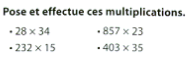 Pose et effectue ces multiplications.
• 28 × 34 • 857 × 23
• 232 × 15 • 403 × 35